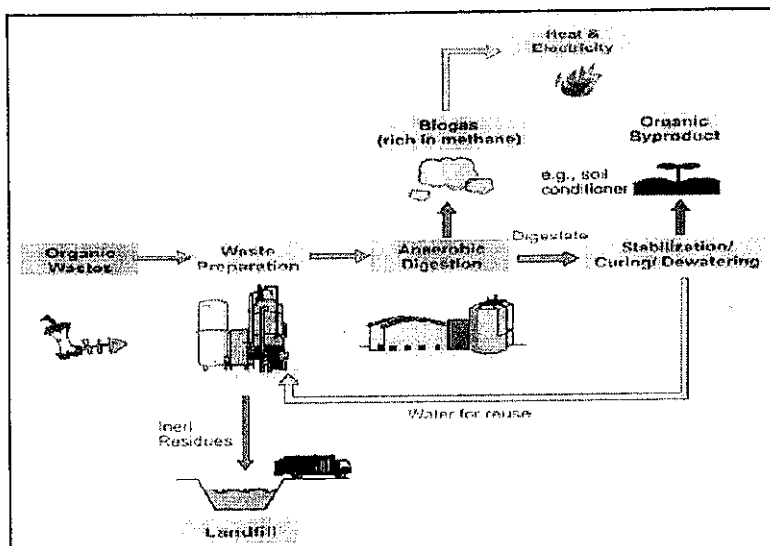 Heat &
Electricity
Biogas
(rich in methane)
Organic
Byproduct
e.g., soil
conditioner
Organic
Wastes
Waste
Preparation
Anaerobic
Digestion
Digestate
Stabilization/
Curing/Dewatering
Water for reuse
Inert
Residues
Landfill